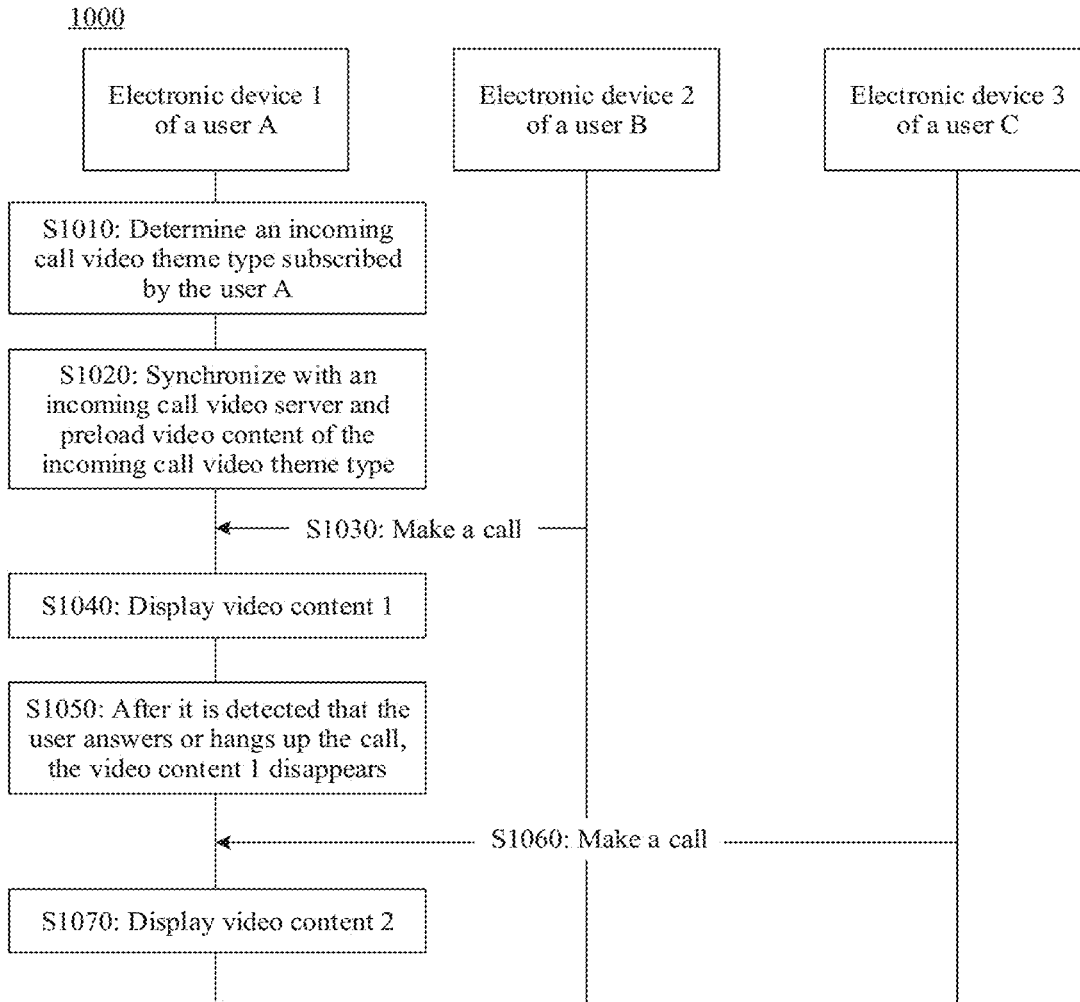 1000
Electronic device 1
of a user A
Electronic device 2
of a user B
Electronic device 3
of a user C
S1010: Determine an incoming
call video theme type subscribed
by the user A
S1020: Synchronize with an
incoming call video server and
preload video content of the
incoming call video theme type
S1030: Make a call
S1040: Display video content 1
S1050: After it is detected that the
user answers or hangs up the call,
the video content 1 disappears
S1060: Make a call
S1070: Display video content 2